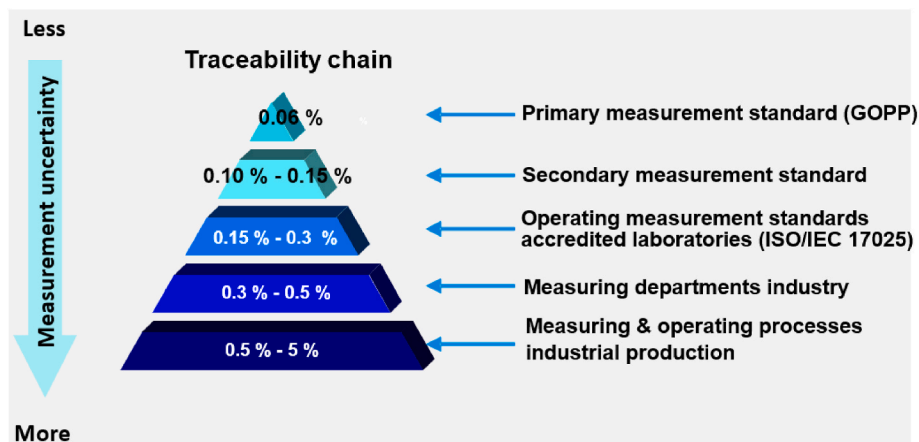 Less
Measurement uncertainty
More
Traceability chain
0.06 %
Primary measurement standard (GOPP)
0.10 % - 0.15 %
Secondary measurement standard
0.15 % - 0.3 %
Operating measurement standards
accredited laboratories (ISO/IEC 17025)
0.3 % - 0.5 %
Measuring departments industry
0.5 % - 5 %
Measuring & operating processes
industrial production